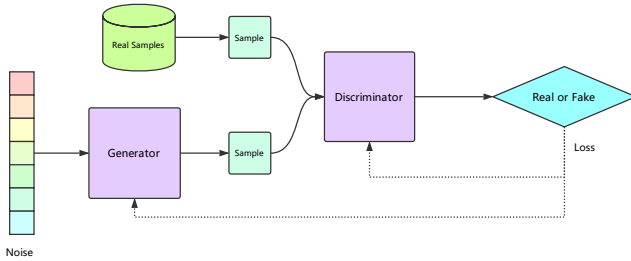 Real Samples
Sample
Discriminator
Real or Fake
Generator
Sample
Loss
Noise